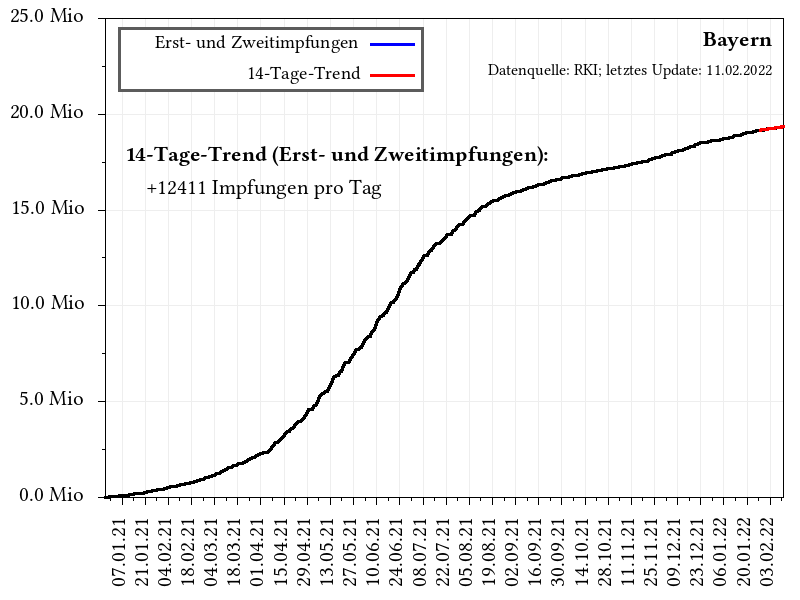 25.0 Mio
20.0 Mio
15.0 Mio
10.0 Mio
5.0 Mio
0.0 Mio
Erst- und Zweitimpfungen
14-Tage-Trend
Bayern
Datenquelle: RKI; letztes Update: 11.02.2022
14-Tage-Trend (Erst- und Zweitimpfungen):
+12411 Impfungen pro Tag
07.01.21
21.01.21
04.02.21
18.02.21
04.03.21
18.03.21
01.04.21
15.04.21
29.04.21
13.05.21
27.05.21
10.06.21
24.06.21
08.07.21
22.07.21
05.08.21
19.08.21
02.09.21
16.09.21
30.09.21
14.10.21
28.10.21
11.11.21
25.11.21
09.12.21
23.12.21
06.01.22
20.01.22
03.02.22